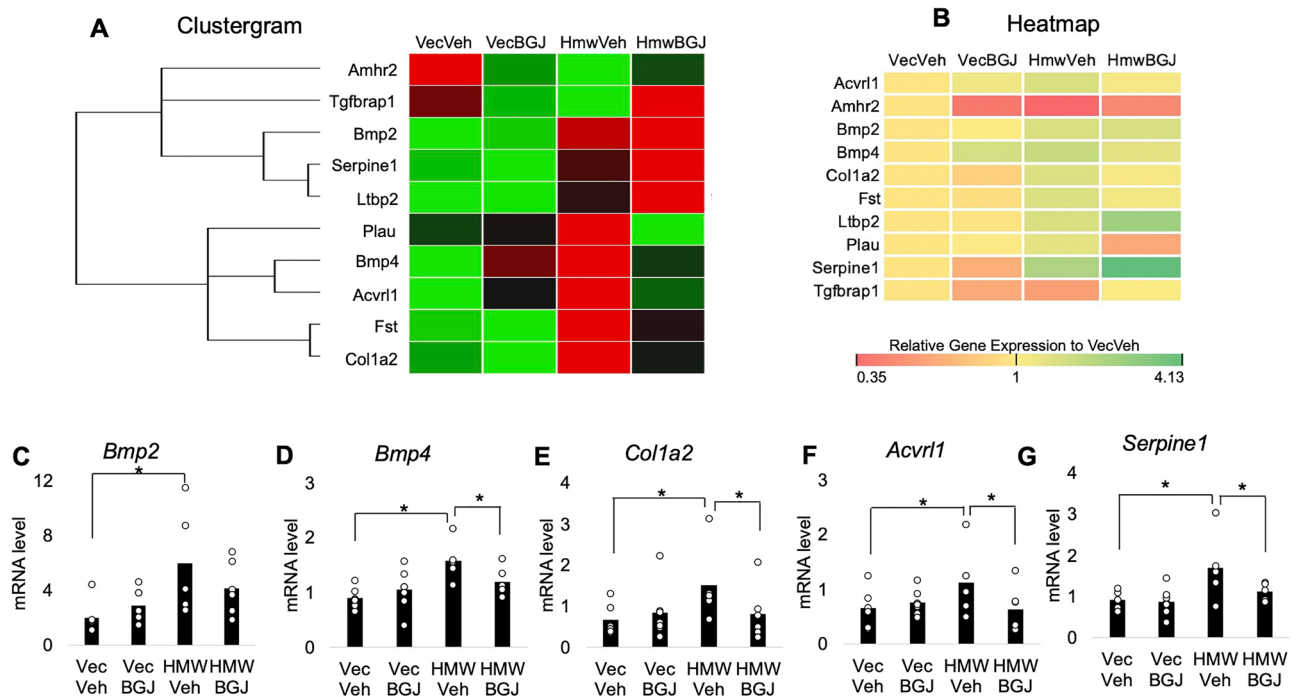 A Clustergram
VecVeh VecBGJ HmwVeh HmwBGJ
Amhr2
Tgfbrap1
Bmp2
Serpine1
Ltbp2
Plau
Bmp4
Acvrl1
Fst
Col1a2
B Heatmap
VecVeh VecBGJ HmwVeh HmwBGJ
Acvrl1
Amhr2
Bmp2
Bmp4
Col1a2
Fst
Ltbp2
Plau
Serpine1
Tgfbrap1
Relative Gene Expression to VecVeh
0.35 1 4.13
C Bmp2
mRNA level
12
8
4
0
*
Vec Vec HMW HMW
Veh BGJ Veh BGJ
D Bmp4
mRNA level
3
2
1
0
* *
Vec Vec HMW HMW
Veh BGJ Veh BGJ
E Col1a2
mRNA level
4
3
2
1
0
* *
Vec Vec HMW HMW
Veh BGJ Veh BGJ
F Acvrl1
mRNA level
3
2
1
0
* *
Vec Vec HMW HMW
Veh BGJ Veh BGJ
G Serpine1
mRNA level
4
3
2
1
0
* *
Vec Vec HMW HMW
Veh BGJ Veh BGJ